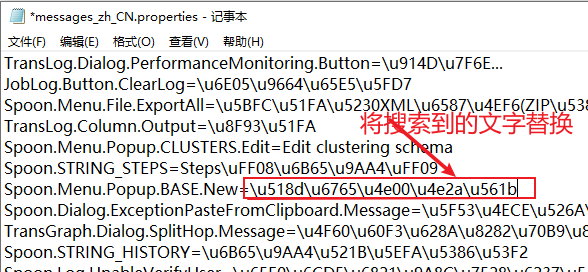 *messages_zh_CN.properties - 记事本
文件(F) 编辑(E) 格式(O) 查看(V) 帮助(H)
TransLog.Dialog.PerformanceMonitoring.Button=\u914D\u7F6E...
JobLog.Button.ClearLog=\u6E05\u9664\u65E5\u5FD7
Spoon.Menu.File.ExportAll=\u5BFC\u51FA\u5230XML\u6587\u4EF6(ZIP\u538
TransLog.Column.Output=\u8F93\u51FA
将搜索到的文字替换
Spoon.Menu.Popup.CLUSTERS.Edit=Edit clustering schema
Spoon.STRING_STEPS=Steps\uFF08\u6B65\u9AA4\uFF09
Spoon.Menu.Popup.BASE.New=\u518d\u6765\u4e00\u4e2a\u561b
Spoon.Dialog.ExceptionPasteFromClipboard.Message=\u5F53\u4ECE\u526A\
TransGraph.Dialog.SplitHop.Message=\u4F60\u60F3\u628A\u8282\u70B9\u8
Spoon.STRING_HISTORY=\u6B65\u9AA4\u521B\u5EFA\u5386\u53F2